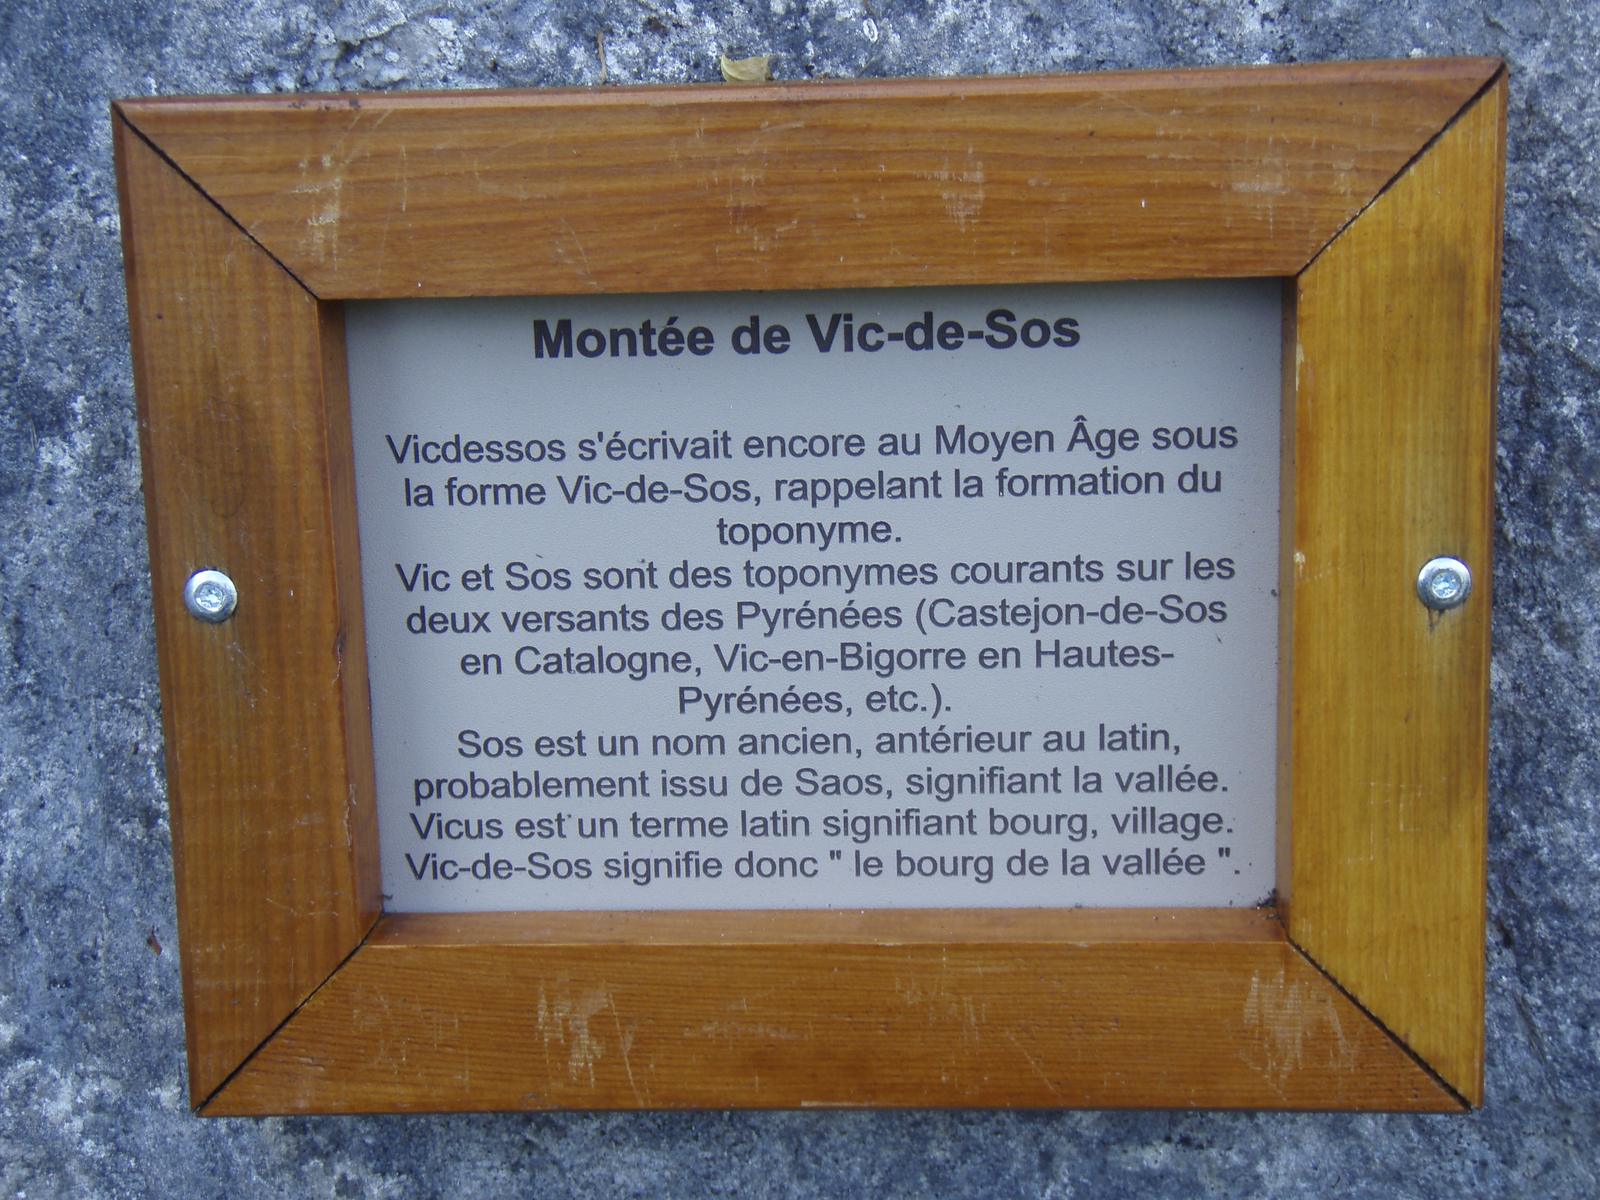 Montée de Vic-de-Sos
Vicdessos s'écrivait encore au Moyen Âge sous
la forme Vic-de-Sos, rappelant la formation du
toponyme.
Vic et Sos sont des toponymes courants sur les
deux versants des Pyrénées (Castejon-de-Sos
en Catalogne, Vic-en-Bigorre en Hautes-
Pyrénées, etc.).
Sos est un nom ancien, antérieur au latin,
probablement issu de Saos, signifiant la vallée.
Vicus est un terme latin signifiant bourg, village.
Vic-de-Sos signifie donc " le bourg de la vallée ".